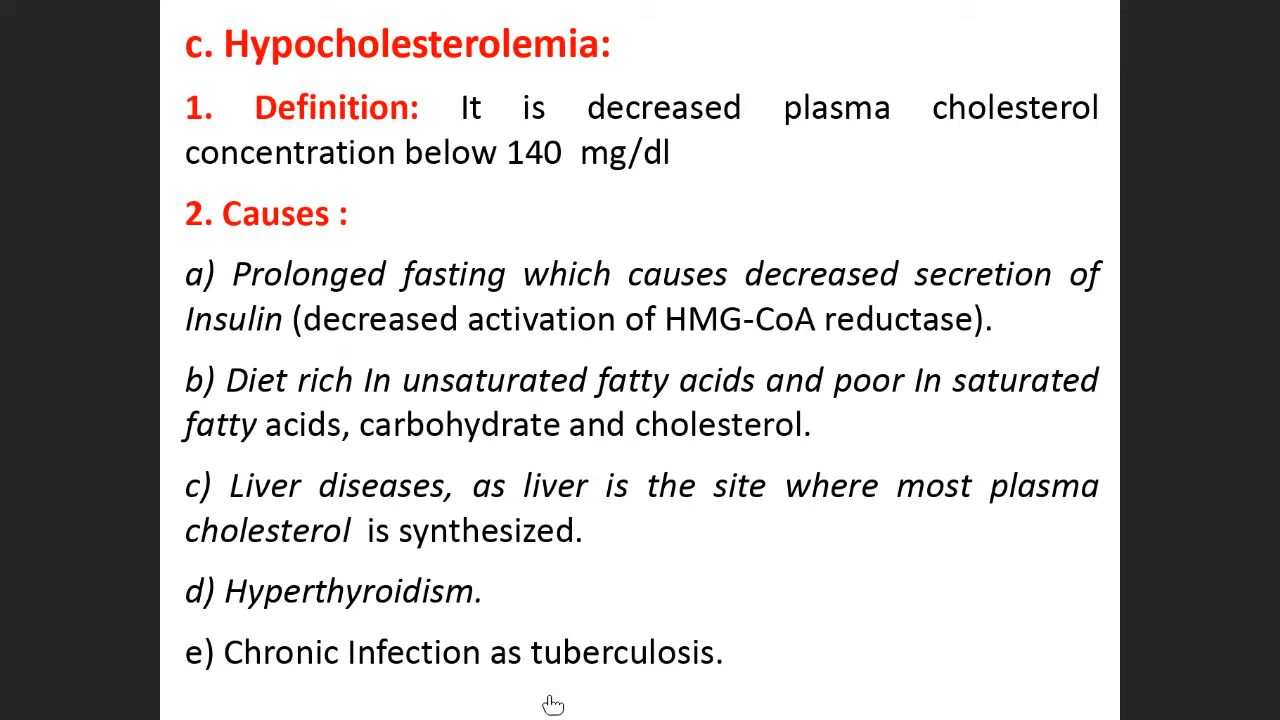 c. Hypocholesterolemia:
1. Definition: It is decreased plasma cholesterol
concentration below 140 mg/dl
2. Causes :
a) Prolonged fasting which causes decreased secretion of
Insulin (decreased activation of HMG-CoA reductase).
b) Diet rich In unsaturated fatty acids and poor In saturated
fatty acids, carbohydrate and cholesterol.
c) Liver diseases, as liver is the site where most plasma
cholesterol is synthesized.
d) Hyperthyroidism.
e) Chronic Infection as tuberculosis.